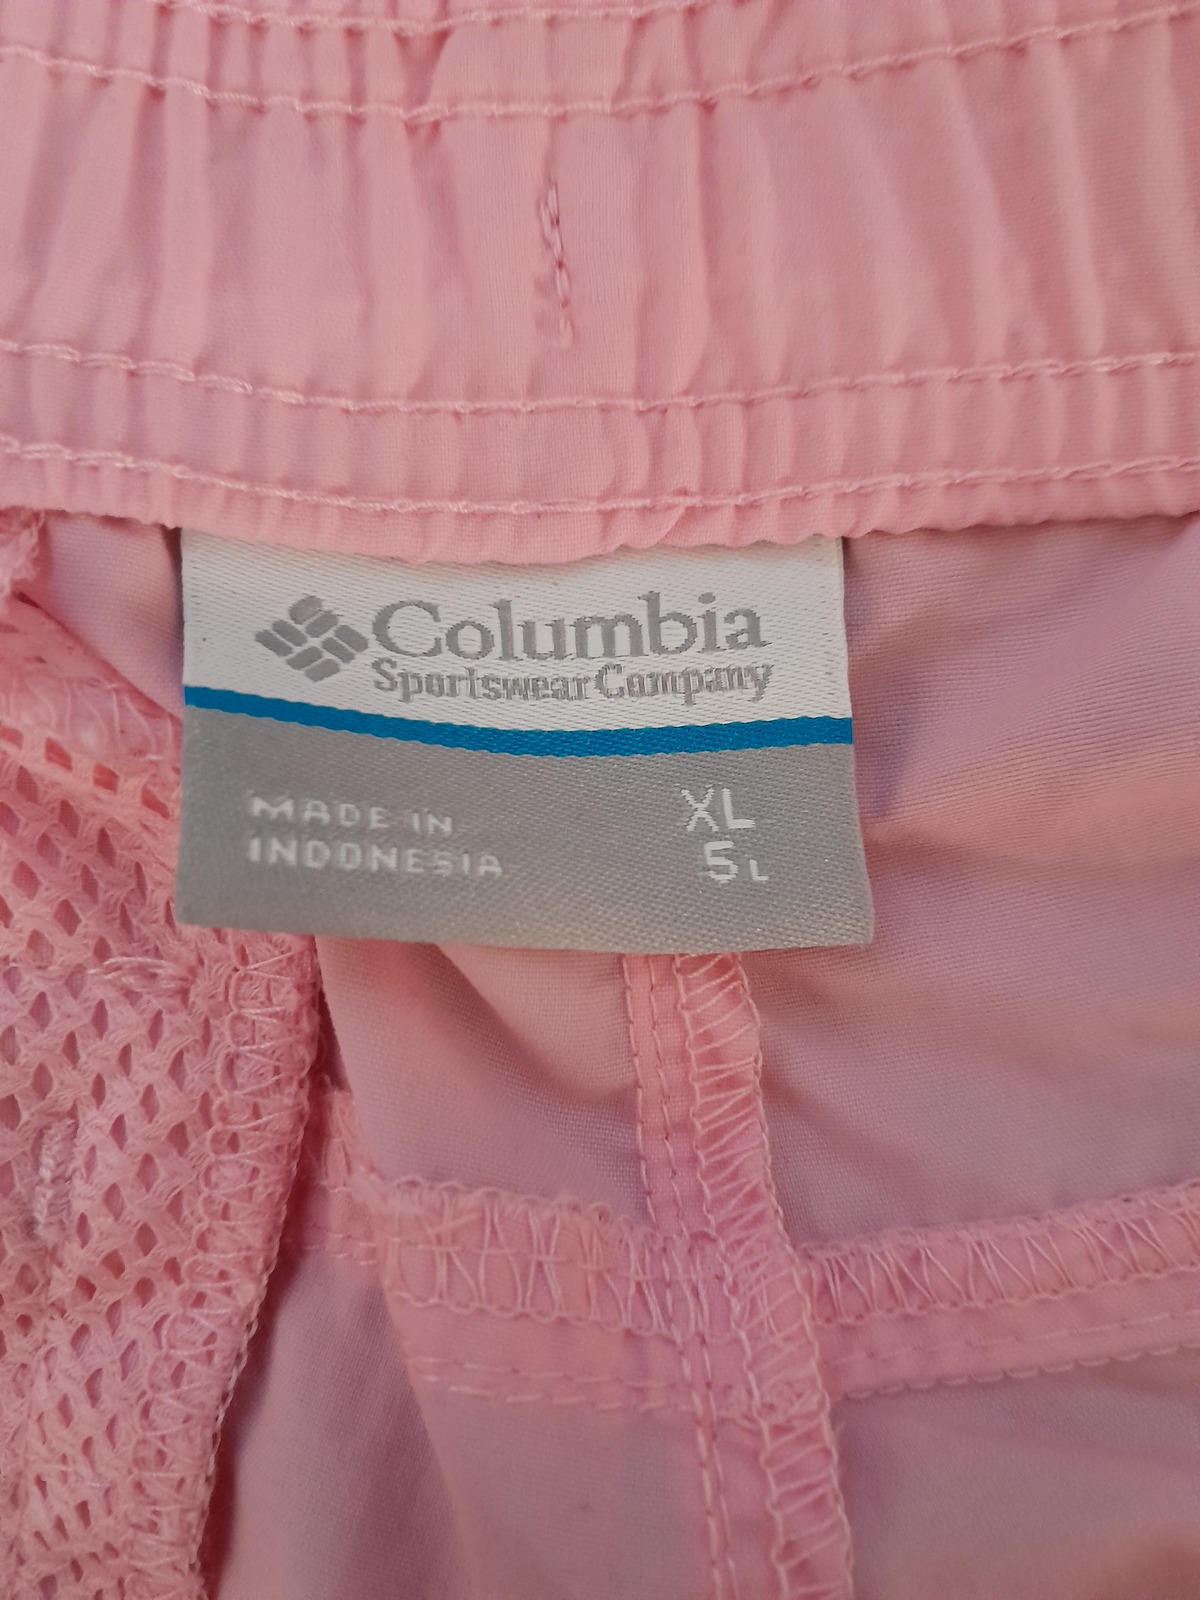 Columbia
Sportswear Company
MADE IN
INDONESIA
XL
5L